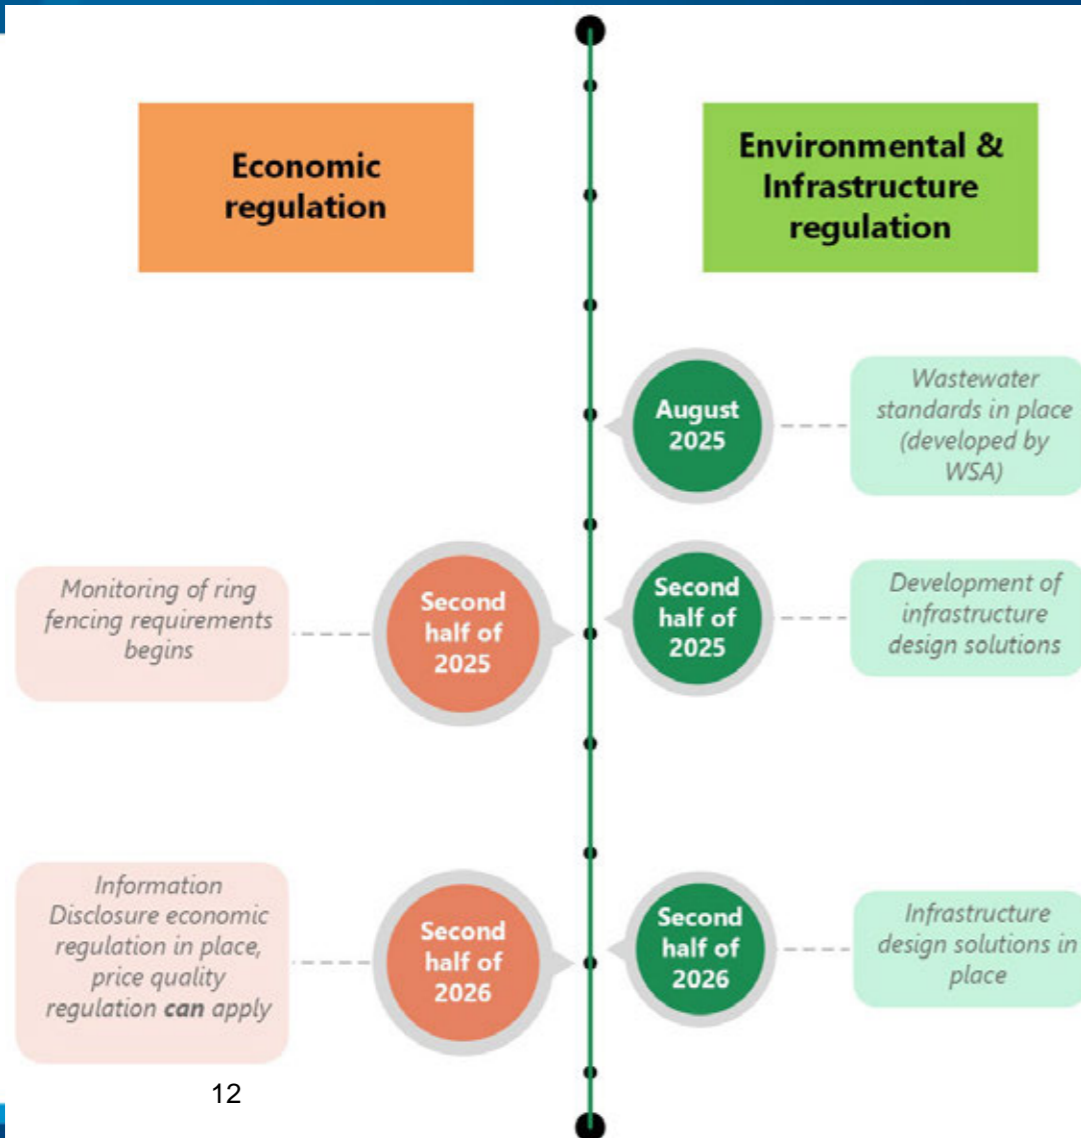 Economic
regulation
Environmental &
Infrastructure
regulation
August
2025
Wastewater
standards in place
(developed by
WSA)
Monitoring of ring
fencing requirements
begins
Second
half of
2025
Second
half of
2025
Development of
infrastructure
design solutions
Information
Disclosure economic
regulation in place,
price quality
regulation can apply
Second
half of
2026
Second
half of
2026
Infrastructure
design solutions in
place
12